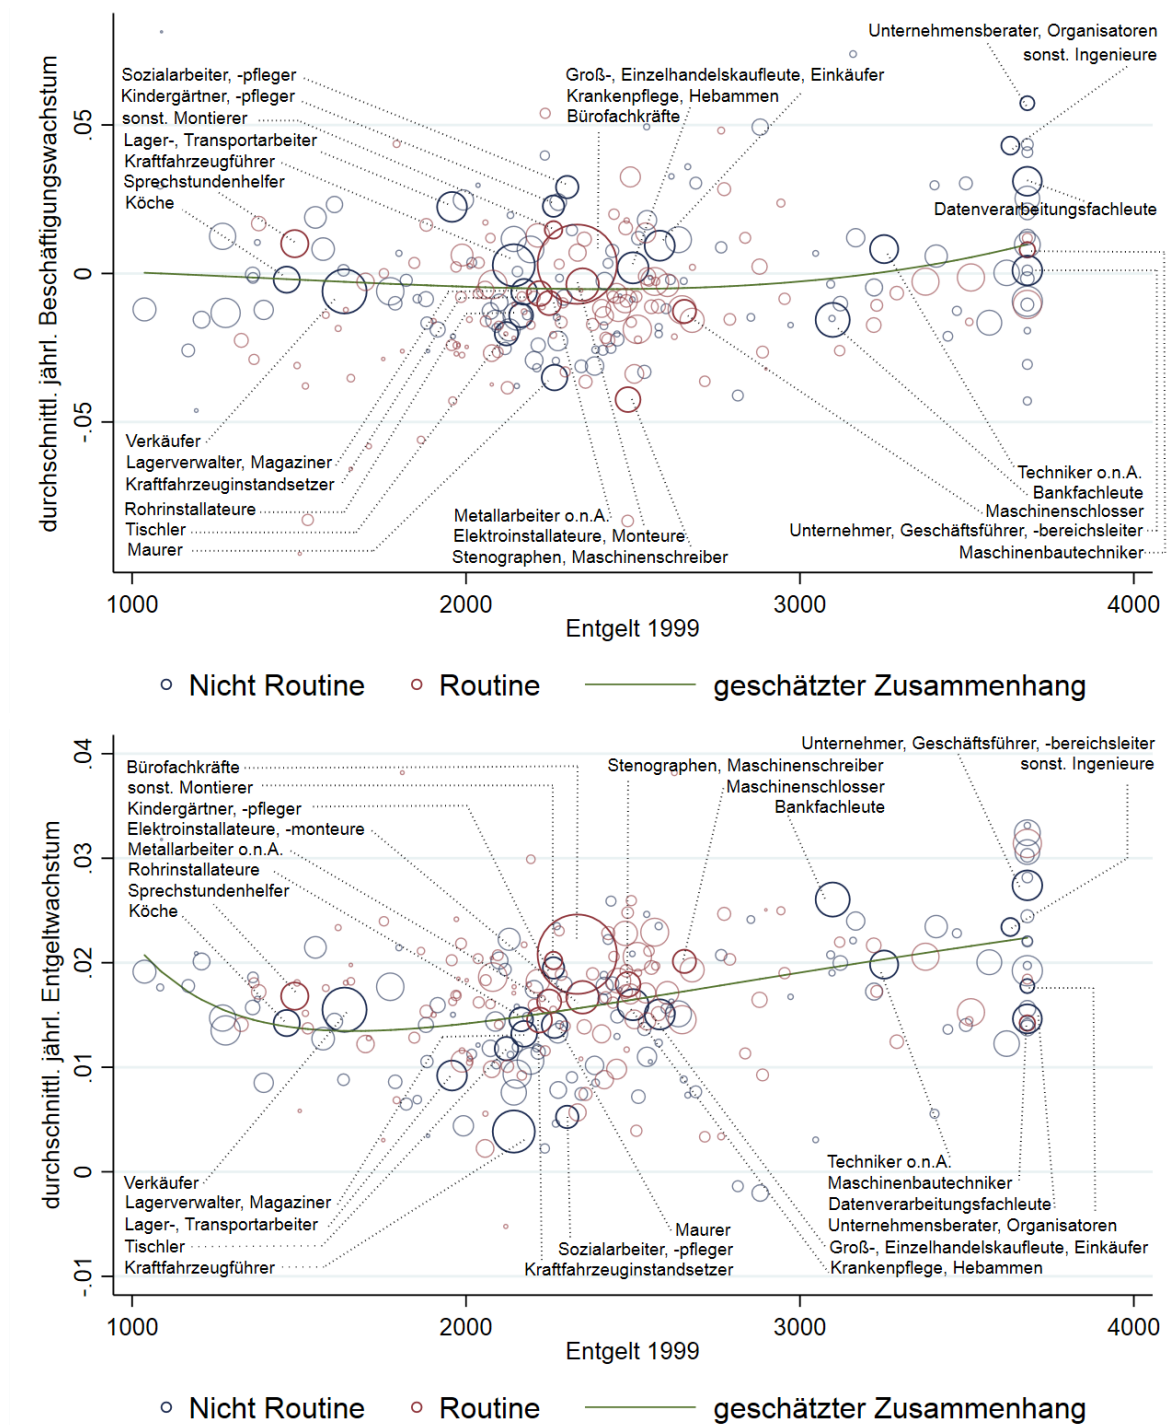 Unternehmensberater, Organisatoren
sonst. Ingenieure
Sozialarbeiter, -pfleger
Kindergärtner, -pfleger
sonst. Montierer
Lager-, Transportarbeiter
Kraftfahrzeugführer
Sprechstundenhelfer
Köche
Groß-, Einzelhandelskaufleute, Einkäufer
Krankenpflege, Hebammen
Bürofachkräfte
Datenverarbeitungsfachleute
durchschnittl. jährl. Beschäftigungswachstum
.05
0
-.05
Verkäufer
Lagerverwalter, Magaziner
Kraftfahrzeuginstandsetzer
Rohrinstallateure
Tischler
Maurer
Metallarbeiter o.n.A.
Elektroinstallateure, Monteure
Stenographen, Maschinenschreiber
Techniker o.n.A.
Bankfachleute
Maschinenschlosser
Unternehmer, Geschäftsführer, -bereichsleiter
Maschinenbautechniker
1000 2000 3000 4000
Entgelt 1999
Nicht Routine Routine geschätzter Zusammenhang
Unternehmer, Geschäftsführer, -bereichsleiter
sonst. Ingenieure
Bürofachkräfte
sonst. Montierer
Kindergärtner, -pfleger
Elektroinstallateure, -monteure
Metallarbeiter o.n.A.
Rohrinstallateure
Sprechstundenhelfer
Köche
Stenographen, Maschinenschreiber
Maschinenschlosser
Bankfachleute
durchschnittl. jährl. Entgeltwachstum
.04
.03
.02
.01
0
-.01
Verkäufer
Lagerverwalter, Magaziner
Lager-, Transportarbeiter
Tischler
Kraftfahrzeugführer
Maurer
Sozialarbeiter, -pfleger
Kraftfahrzeuginstandsetzer
Techniker o.n.A.
Maschinenbautechniker
Datenverarbeitungsfachleute
Unternehmensberater, Organisatoren
Groß-, Einzelhandelskaufleute, Einkäufer
Krankenpflege, Hebammen
1000 2000 3000 4000
Entgelt 1999
Nicht Routine Routine geschätzter Zusammenhang